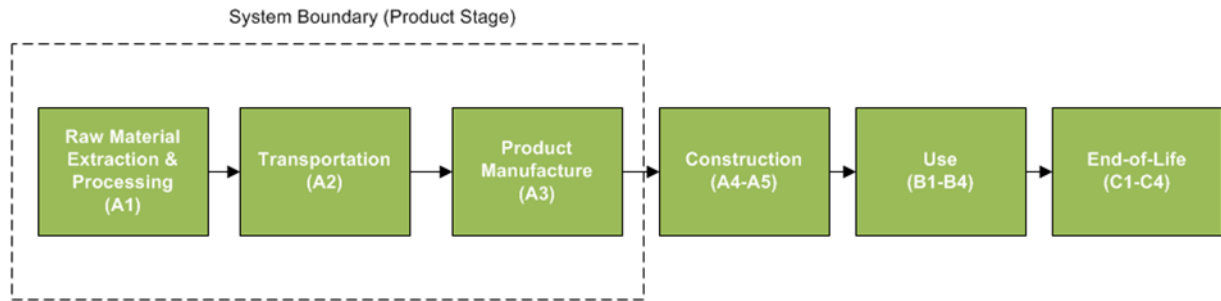 System Boundary (Product Stage)
Raw Material
Extraction &
Processing
(A1)
Transportation
(A2)
Product
Manufacture
(A3)
Construction
(A4-A5)
Use
(B1-B4)
End-of-Life
(C1-C4)